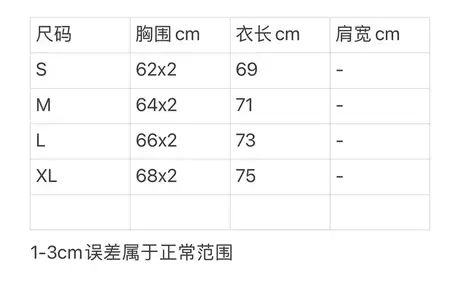 尺码 胸围cm 衣长cm 肩宽cm
S 62x2 69 -
M 64x2 71 -
L 66x2 73 -
XL 68x2 75 -
1-3cm误差属于正常范围